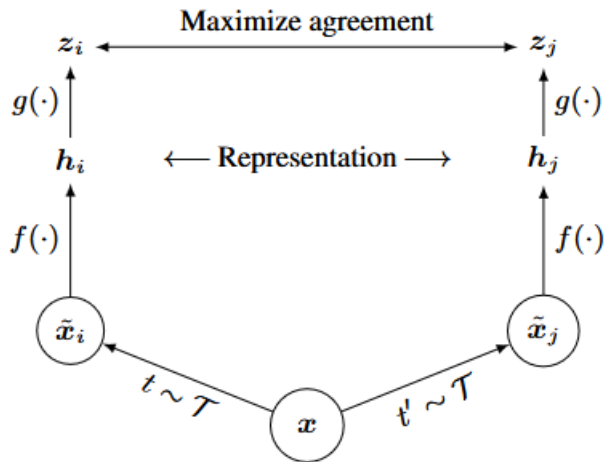 Maximize agreement
z_i z_j
g(·) g(·)
h_i ← Representation → h_j
f(·) f(·)
x̃_i x̃_j
t ∼ 𝒯 t' ∼ 𝒯
x